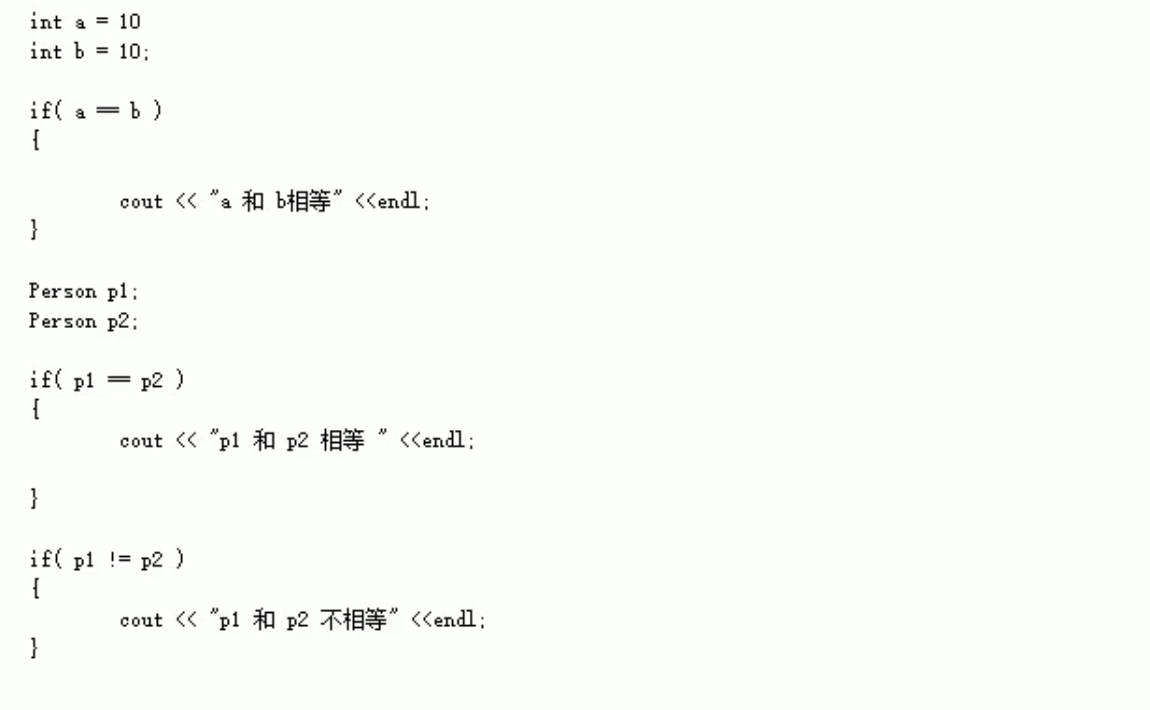 int a = 10
int b = 10;
if( a == b )
{
cout << "a 和 b相等" <<endl;
}
Person p1;
Person p2;
if( p1 == p2 )
{
cout << "p1 和 p2 相等 " <<endl;
}
if( p1 != p2 )
{
cout << "p1 和 p2 不相等" <<endl;
}